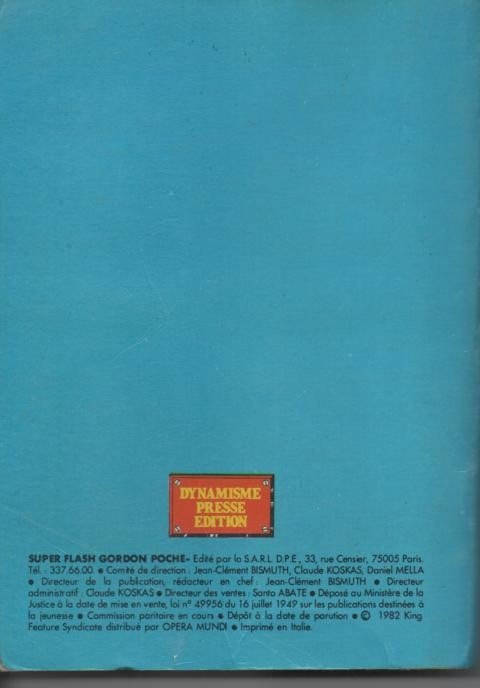 DYNAMISME
PRESSE
EDITION
SUPER FLASH GORDON POCHE- Edité par la S.A.R.L. D.P.E., 33, rue Censier, 75005 Paris.
Tél. : 337.66.00. ● Comité de direction : Jean-Clément BISMUTH, Claude KOSKAS, Daniel MELLA
● Directeur de la publication, rédacteur en chef : Jean-Clément BISMUTH ● Directeur
administratif : Claude KOSKAS ● Directeur des ventes : Santo ABATE ● Déposé au Ministère de la
Justice à la date de mise en vente, loi n° 49956 du 16 juillet 1949 sur les publications destinées à
la jeunesse ● Commission paritaire en cours ● Dépôt à la date de parution ● © 1982 King
Feature Syndicate distribué par OPERA MUNDI ● Imprimé en Italie.